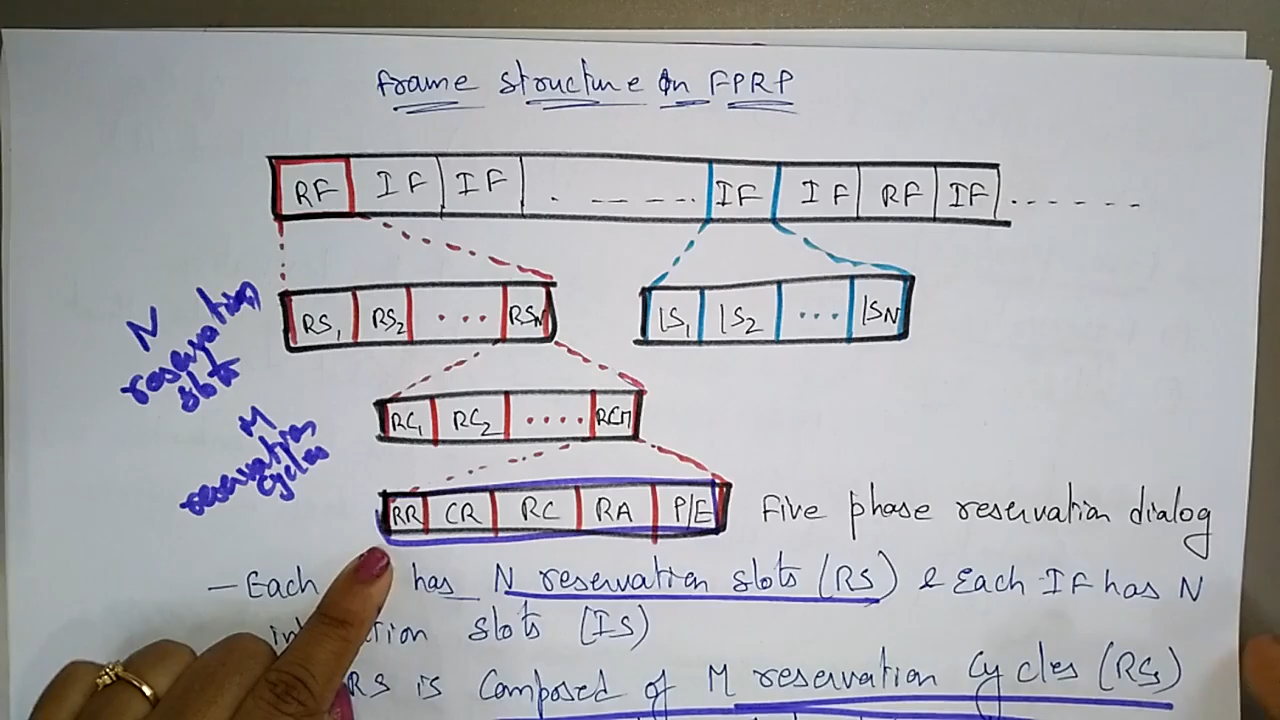 Frame structure in FPRP
RF IF IF . _ _ _ ..... IF IF RF IF ......
RS1 RS2 ... RSN
IS1 IS2 ... ISN
N reservation slots
RC1 RC2 ..... RCM
M reservation cycles
RR CR RC RA P/E Five phase reservation dialog
- Each has N reservation slots (RS) & Each IF has N
slots (IS)
RS is composed of M reservation cycles (RCs)